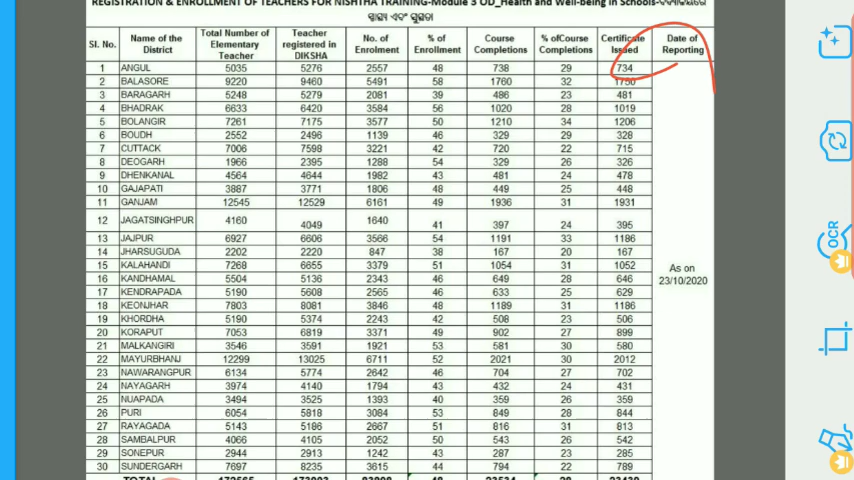 REGISTRATION & ENROLLMENT OF TEACHERS FOR NISHTHA TRAINING-Module 3 OD_Health and Well-being in Schools-ବିଦ୍ୟାଳୟରେ
ସ୍ୱାସ୍ଥ୍ୟ ଏବଂ ସୁସ୍ଥତା
Sl. No. Name of the District Total Number of Elementary Teacher Teacher registered in DIKSHA No. of Enrolment % of Enrollment Course Completions % ofCourse Completions Certificate Issued Date of Reporting
1 ANGUL 5035 5276 2557 48 738 29 734
2 BALASORE 9220 9460 5491 58 1760 32 1750
3 BARAGARH 5248 5279 2081 39 486 23 481
4 BHADRAK 6633 6420 3584 56 1020 28 1019
5 BOLANGIR 7261 7175 3577 50 1210 34 1206
6 BOUDH 2552 2496 1139 46 329 29 328
7 CUTTACK 7006 7598 3221 42 720 22 715
8 DEOGARH 1966 2395 1288 54 329 26 326
9 DHENKANAL 4564 4644 1982 43 481 24 478
10 GAJAPATI 3887 3771 1806 48 449 25 448
11 GANJAM 12545 12529 6161 49 1936 31 1931
12 JAGATSINGHPUR 4160 4049 1640 41 397 24 395
13 JAJPUR 6927 6606 3566 54 1191 33 1186
14 JHARSUGUDA 2202 2220 847 38 167 20 167
15 KALAHANDI 7268 6655 3379 51 1054 31 1052
16 KANDHAMAL 5504 5136 2343 46 649 28 646
17 KENDRAPADA 5190 5608 2565 46 633 25 629
18 KEONJHAR 7803 8081 3846 48 1189 31 1186
19 KHORDHA 5190 5374 2243 42 508 23 506
20 KORAPUT 7053 6819 3371 49 902 27 899
21 MALKANGIRI 3546 3591 1921 53 581 30 580
22 MAYURBHANJ 12299 13025 6711 52 2021 30 2012
23 NAWARANGPUR 6134 5774 2642 46 704 27 702
24 NAYAGARH 3974 4140 1794 43 432 24 431
25 NUAPADA 3494 3525 1393 40 359 26 359
26 PURI 6054 5818 3084 53 849 28 844
27 RAYAGADA 5143 5186 2667 51 816 31 813
28 SAMBALPUR 4066 4105 2052 50 543 26 542
29 SONEPUR 2944 2913 1242 43 287 23 285
30 SUNDERGARH 7697 8235 3615 44 794 22 789
As on
23/10/2020
TOTAL 172565 48 23534 28
OCR